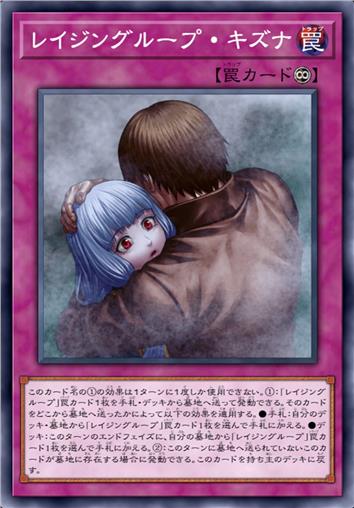 レイジングループ・キズナ
罠
トラップ
【罠カード】
トラップ
このカード名の①の効果は1ターンに1度しか使用できない。①:「レイジングル
ープ」罠カード1枚を手札・デッキから墓地へ送って発動できる。そのカード
をどこから墓地へ送ったかによって以下の効果を適用する。●手札:自分のデ
ッキ・墓地から「レイジングループ」罠カード1枚を選んで手札に加える。●デ
ッキ:このターンのエンドフェイズに、自分の墓地から「レイジングループ」罠カ
ード1枚を選んで手札に加える。②:このターンに墓地へ送られていないこのカ
ードが墓地に存在する場合に発動できる。このカードを持ち主のデッキに戻
す。